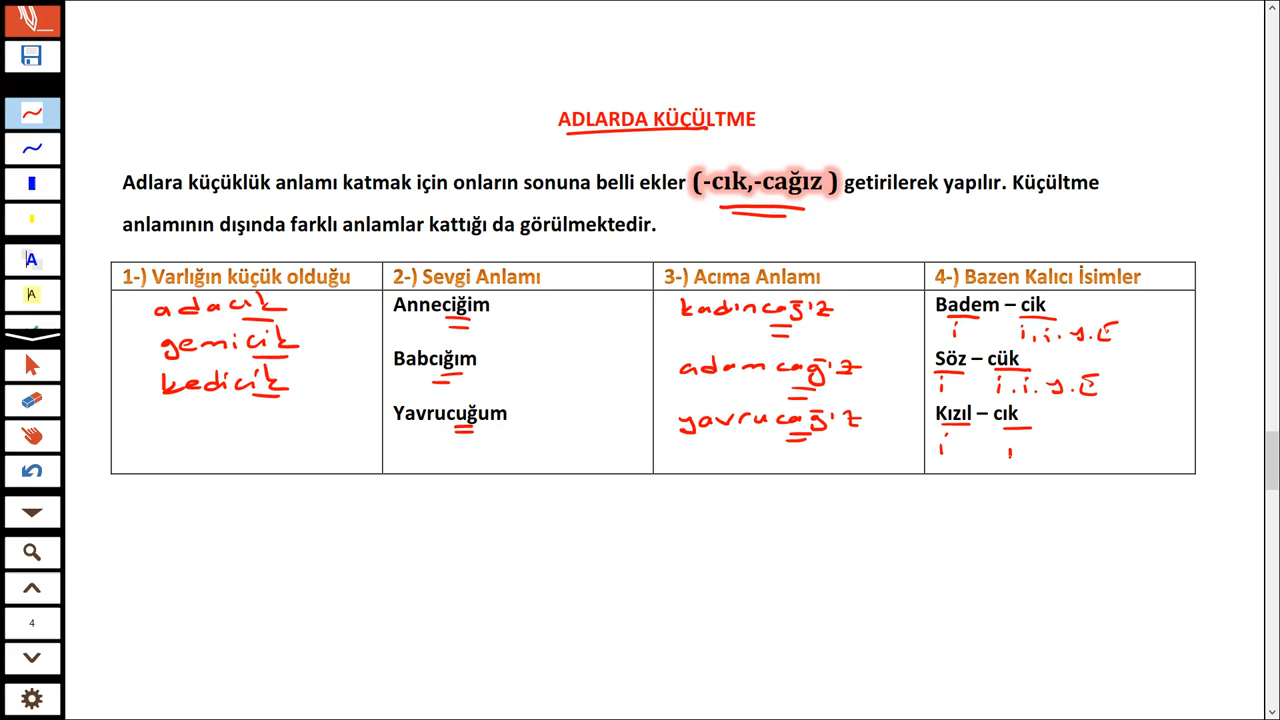 ADLARDA KÜÇÜLTME
Adlara küçüklük anlamı katmak için onların sonuna belli ekler (-cık,-cağız ) getirilerek yapılır. Küçültme
anlamının dışında farklı anlamlar kattığı da görülmektedir.
1-) Varlığın küçük olduğu
adacık
gemicik
kedicik
2-) Sevgi Anlamı
Anneciğim
Babcığım
Yavrucuğum
3-) Acıma Anlamı
kadıncağız
adamcağız
yavrucağız
4-) Bazen Kalıcı İsimler
Badem – cik
i i.i.y.E
Söz – cük
i i.i.y.E
Kızıl – cık
i ı
A
A
4